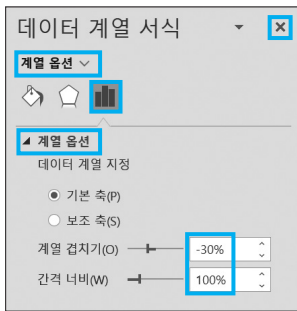 데이터 계열 서식
계열 옵션
계열 옵션
데이터 계열 지정
기본 축(P)
보조 축(S)
계열 겹치기(O) -30%
간격 너비(W) 100%